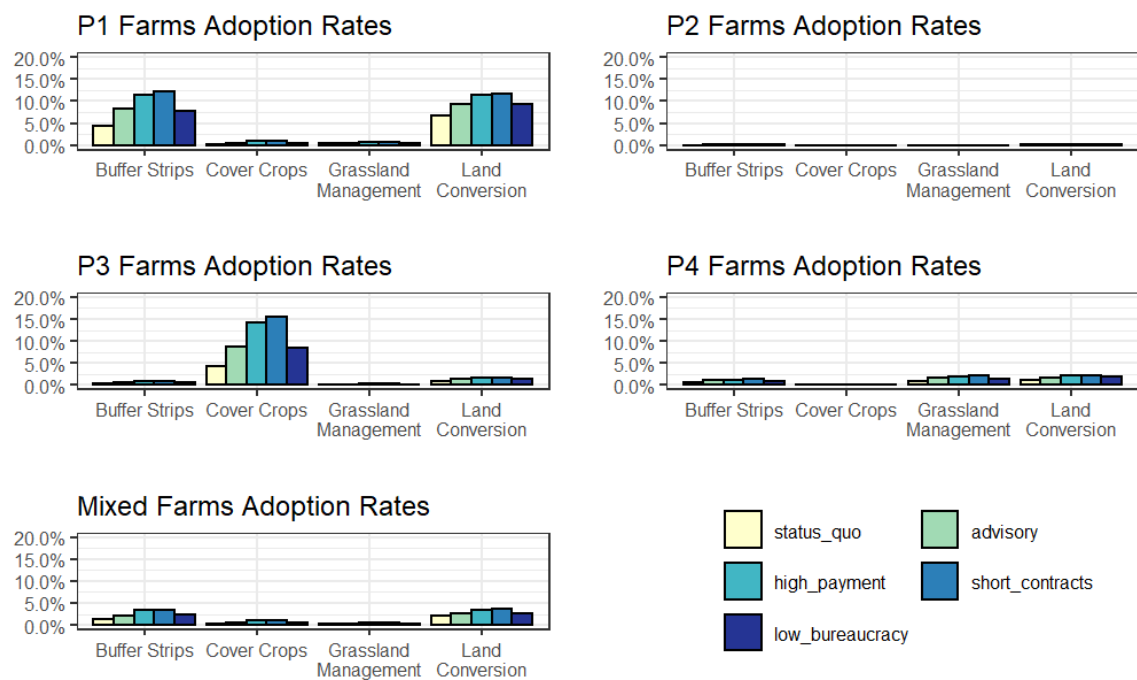 P1 Farms Adoption Rates
20.0%
15.0%
10.0%
5.0%
0.0%
Buffer Strips Cover Crops Grassland Land
Management Conversion
P2 Farms Adoption Rates
20.0%
15.0%
10.0%
5.0%
0.0%
Buffer Strips Cover Crops Grassland Land
Management Conversion
P3 Farms Adoption Rates
20.0%
15.0%
10.0%
5.0%
0.0%
Buffer Strips Cover Crops Grassland Land
Management Conversion
P4 Farms Adoption Rates
20.0%
15.0%
10.0%
5.0%
0.0%
Buffer Strips Cover Crops Grassland Land
Management Conversion
Mixed Farms Adoption Rates
20.0%
15.0%
10.0%
5.0%
0.0%
Buffer Strips Cover Crops Grassland Land
Management Conversion
status_quo advisory
high_payment short_contracts
low_bureaucracy